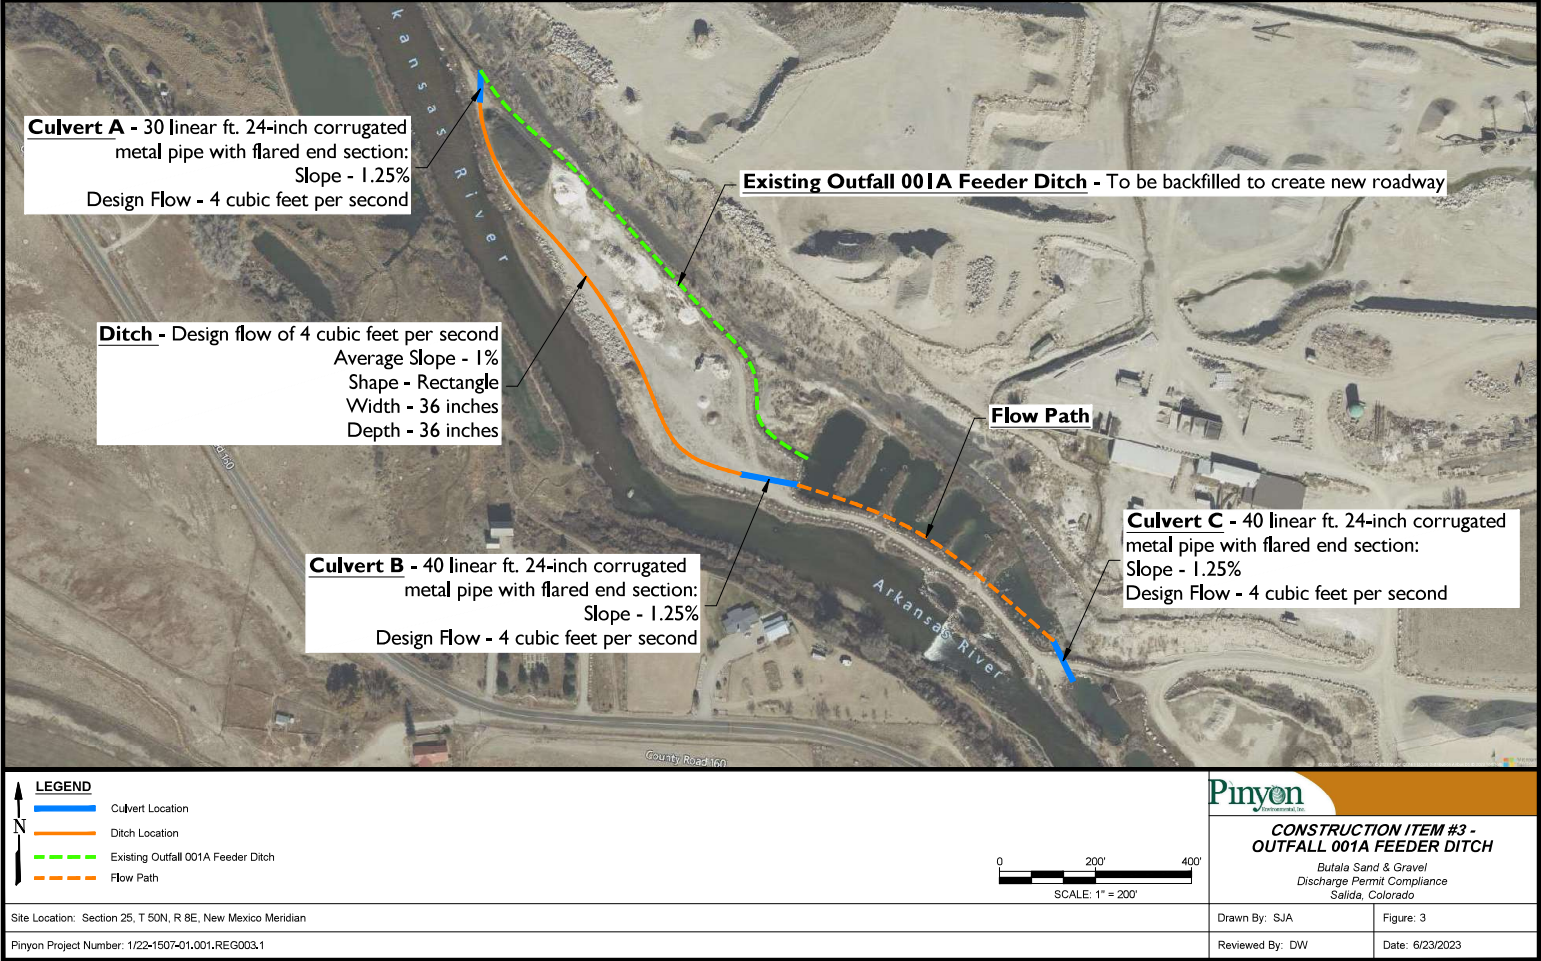 Arkansas River
Culvert A - 30 linear ft. 24-inch corrugated
metal pipe with flared end section:
Slope - 1.25%
Design Flow - 4 cubic feet per second
Existing Outfall 001A Feeder Ditch - To be backfilled to create new roadway
Ditch - Design flow of 4 cubic feet per second
Average Slope - 1%
Shape - Rectangle
Width - 36 inches
Depth - 36 inches
Flow Path
Culvert C - 40 linear ft. 24-inch corrugated
metal pipe with flared end section:
Slope - 1.25%
Design Flow - 4 cubic feet per second
Culvert B - 40 linear ft. 24-inch corrugated
metal pipe with flared end section:
Slope - 1.25%
Design Flow - 4 cubic feet per second
Arkansas River
160
County Road 160
LEGEND
N
Culvert Location
Ditch Location
Existing Outfall 001A Feeder Ditch
Flow Path
0 200' 400'
SCALE: 1" = 200'
Pinyon
Environmental, Inc.
CONSTRUCTION ITEM #3 -
OUTFALL 001A FEEDER DITCH
Butala Sand & Gravel
Discharge Permit Compliance
Salida, Colorado
Site Location: Section 25, T 50N, R 8E, New Mexico Meridian
Drawn By: SJA
Figure: 3
Pinyon Project Number: 1/22-1507-01.001.REG003.1
Reviewed By: DW
Date: 6/23/2023